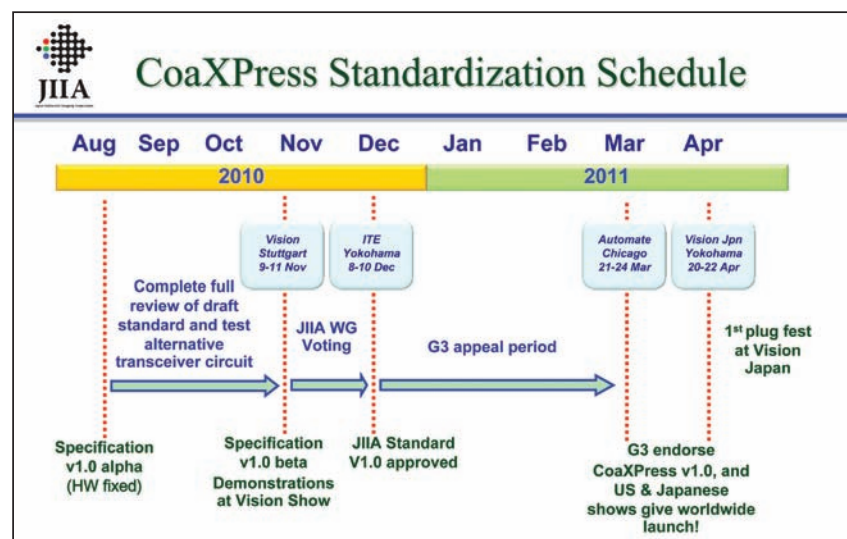 JIIA
CoaXPress Standardization Schedule
Aug Sep Oct Nov Dec Jan Feb Mar Apr
2010 2011
Vision
Stuttgart
9-11 Nov
ITE
Yokohama
8-10 Dec
Automate
Chicago
21-24 Mar
Vision Jpn
Yokohama
20-22 Apr
Complete full
review of draft
standard and test
alternative
transceiver circuit
JIIA WG
Voting
G3 appeal period
1st plug fest
at Vision
Japan
Specification
v1.0 alpha
(HW fixed)
Specification
v1.0 beta
Demonstrations
at Vision Show
JIIA Standard
V1.0 approved
G3 endorse
CoaXPress v1.0, and
US & Japanese
shows give worldwide
launch!